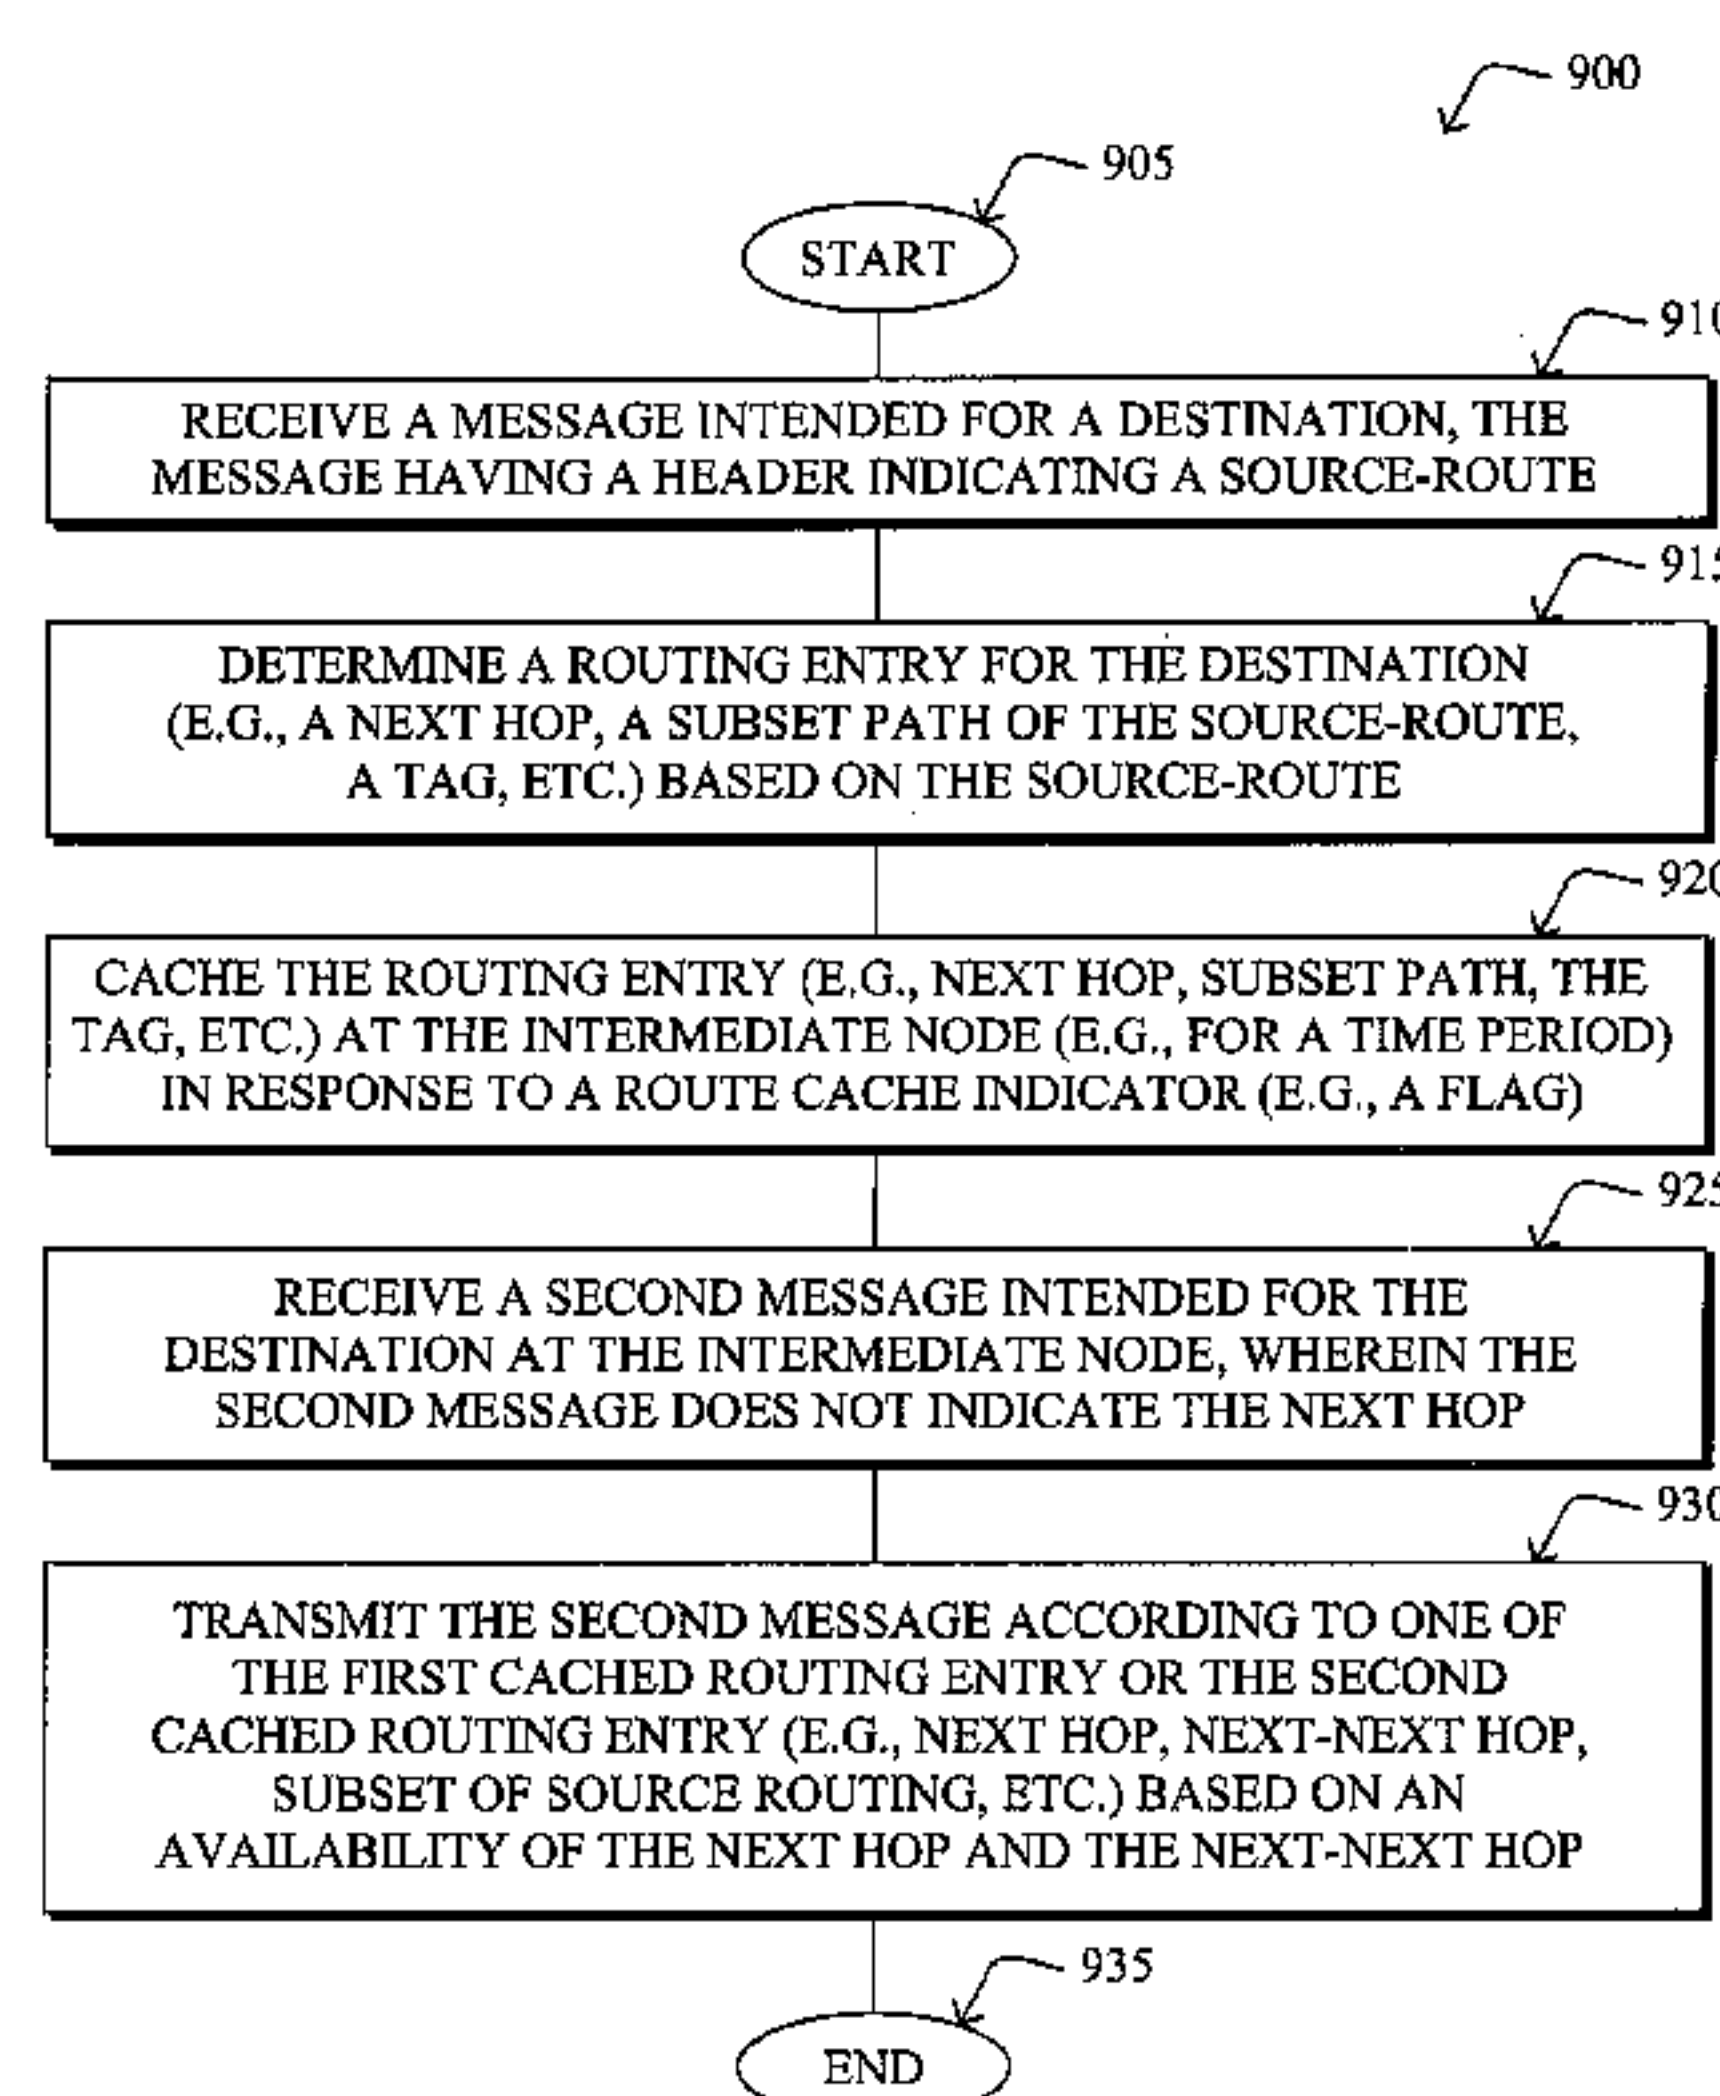 900
905
START
910
RECEIVE A MESSAGE INTENDED FOR A DESTINATION, THE
MESSAGE HAVING A HEADER INDICATING A SOURCE-ROUTE
915
DETERMINE A ROUTING ENTRY FOR THE DESTINATION
(E.G., A NEXT HOP, A SUBSET PATH OF THE SOURCE-ROUTE,
A TAG, ETC.) BASED ON THE SOURCE-ROUTE
920
CACHE THE ROUTING ENTRY (E.G., NEXT HOP, SUBSET PATH, THE
TAG, ETC.) AT THE INTERMEDIATE NODE (E.G., FOR A TIME PERIOD)
IN RESPONSE TO A ROUTE CACHE INDICATOR (E.G., A FLAG)
925
RECEIVE A SECOND MESSAGE INTENDED FOR THE
DESTINATION AT THE INTERMEDIATE NODE, WHEREIN THE
SECOND MESSAGE DOES NOT INDICATE THE NEXT HOP
930
TRANSMIT THE SECOND MESSAGE ACCORDING TO ONE OF
THE FIRST CACHED ROUTING ENTRY OR THE SECOND
CACHED ROUTING ENTRY (E.G., NEXT HOP, NEXT-NEXT HOP,
SUBSET OF SOURCE ROUTING, ETC.) BASED ON AN
AVAILABILITY OF THE NEXT HOP AND THE NEXT-NEXT HOP
935
END